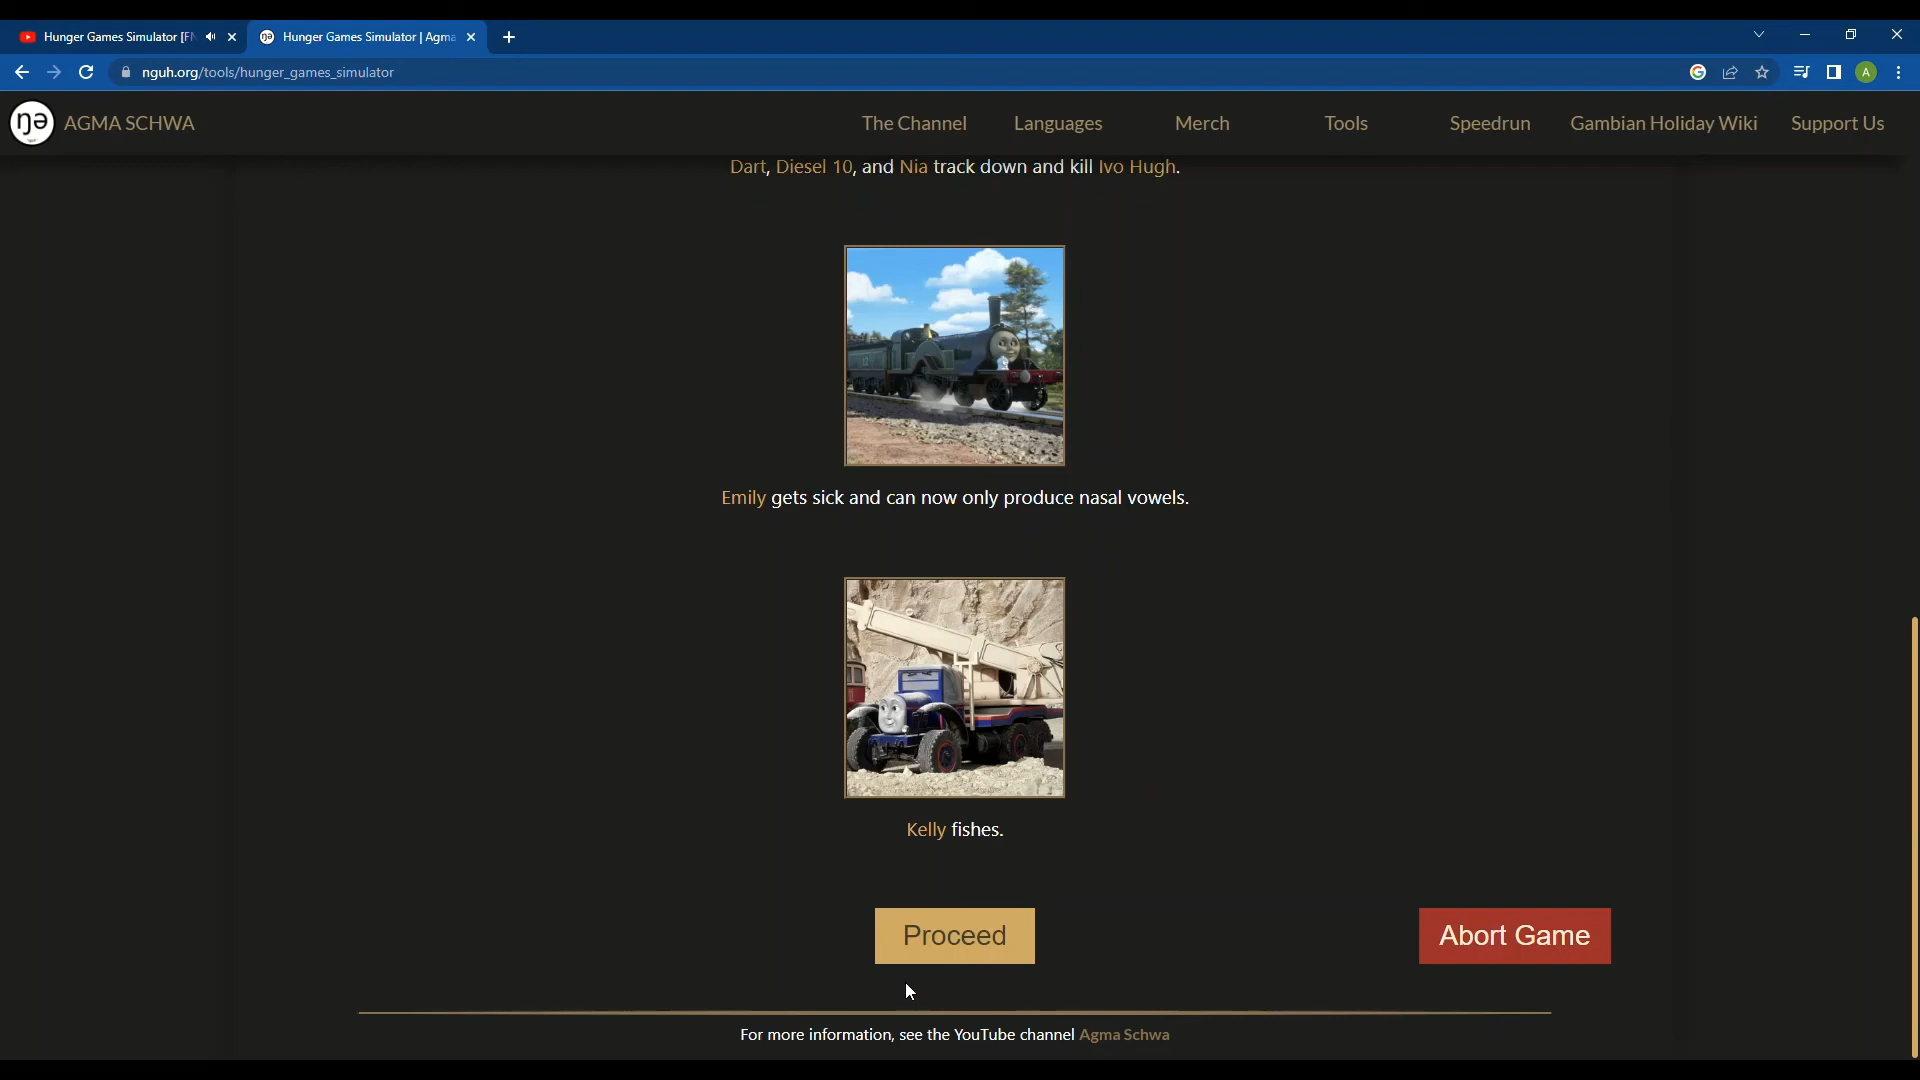 Hunger Games Simulator [FN
Hunger Games Simulator | Agma
nguh.org/tools/hunger_games_simulator
A
ŋə AGMA SCHWA
The Channel
Languages
Merch
Tools
Speedrun
Gambian Holiday Wiki
Support Us
Dart, Diesel 10, and Nia track down and kill Ivo Hugh.
Emily gets sick and can now only produce nasal vowels.
Kelly fishes.
Proceed
Abort Game
For more information, see the YouTube channel Agma Schwa